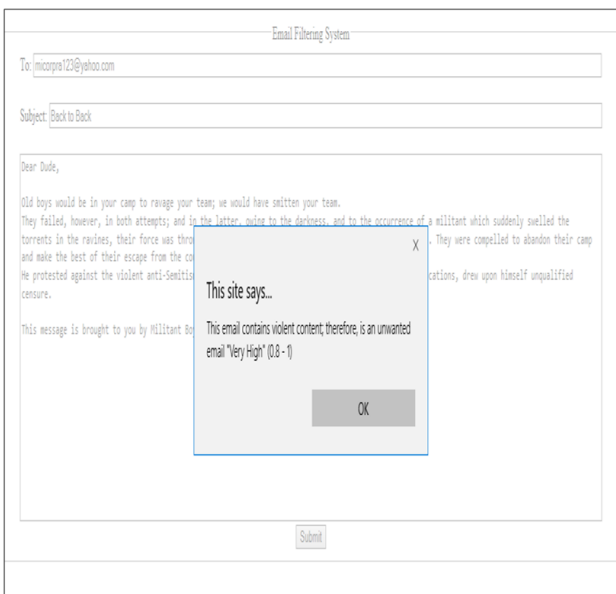 Email Filtering System
To: micorpra123@yahoo.com
Subject: Back to Back
Dear Dude,
Old boys would be in your camp to ravage your team; we would have smitten your team.
They failed, however, in both attempts; and in the latter, owing to the darkness, and to the occurrence of a militant which suddenly swelled the
torrents in the ravines, their force was thro . They were compelled to abandon their camp
and make the best of their escape from the co
He protested against the violent anti-Semitis cations, drew upon himself unqualified
censure.
This message is brought to you by Militant Bo
X
This site says...
This email contains violent content; therefore, is an unwanted
email "Very High" (0.8 - 1)
OK
Submit